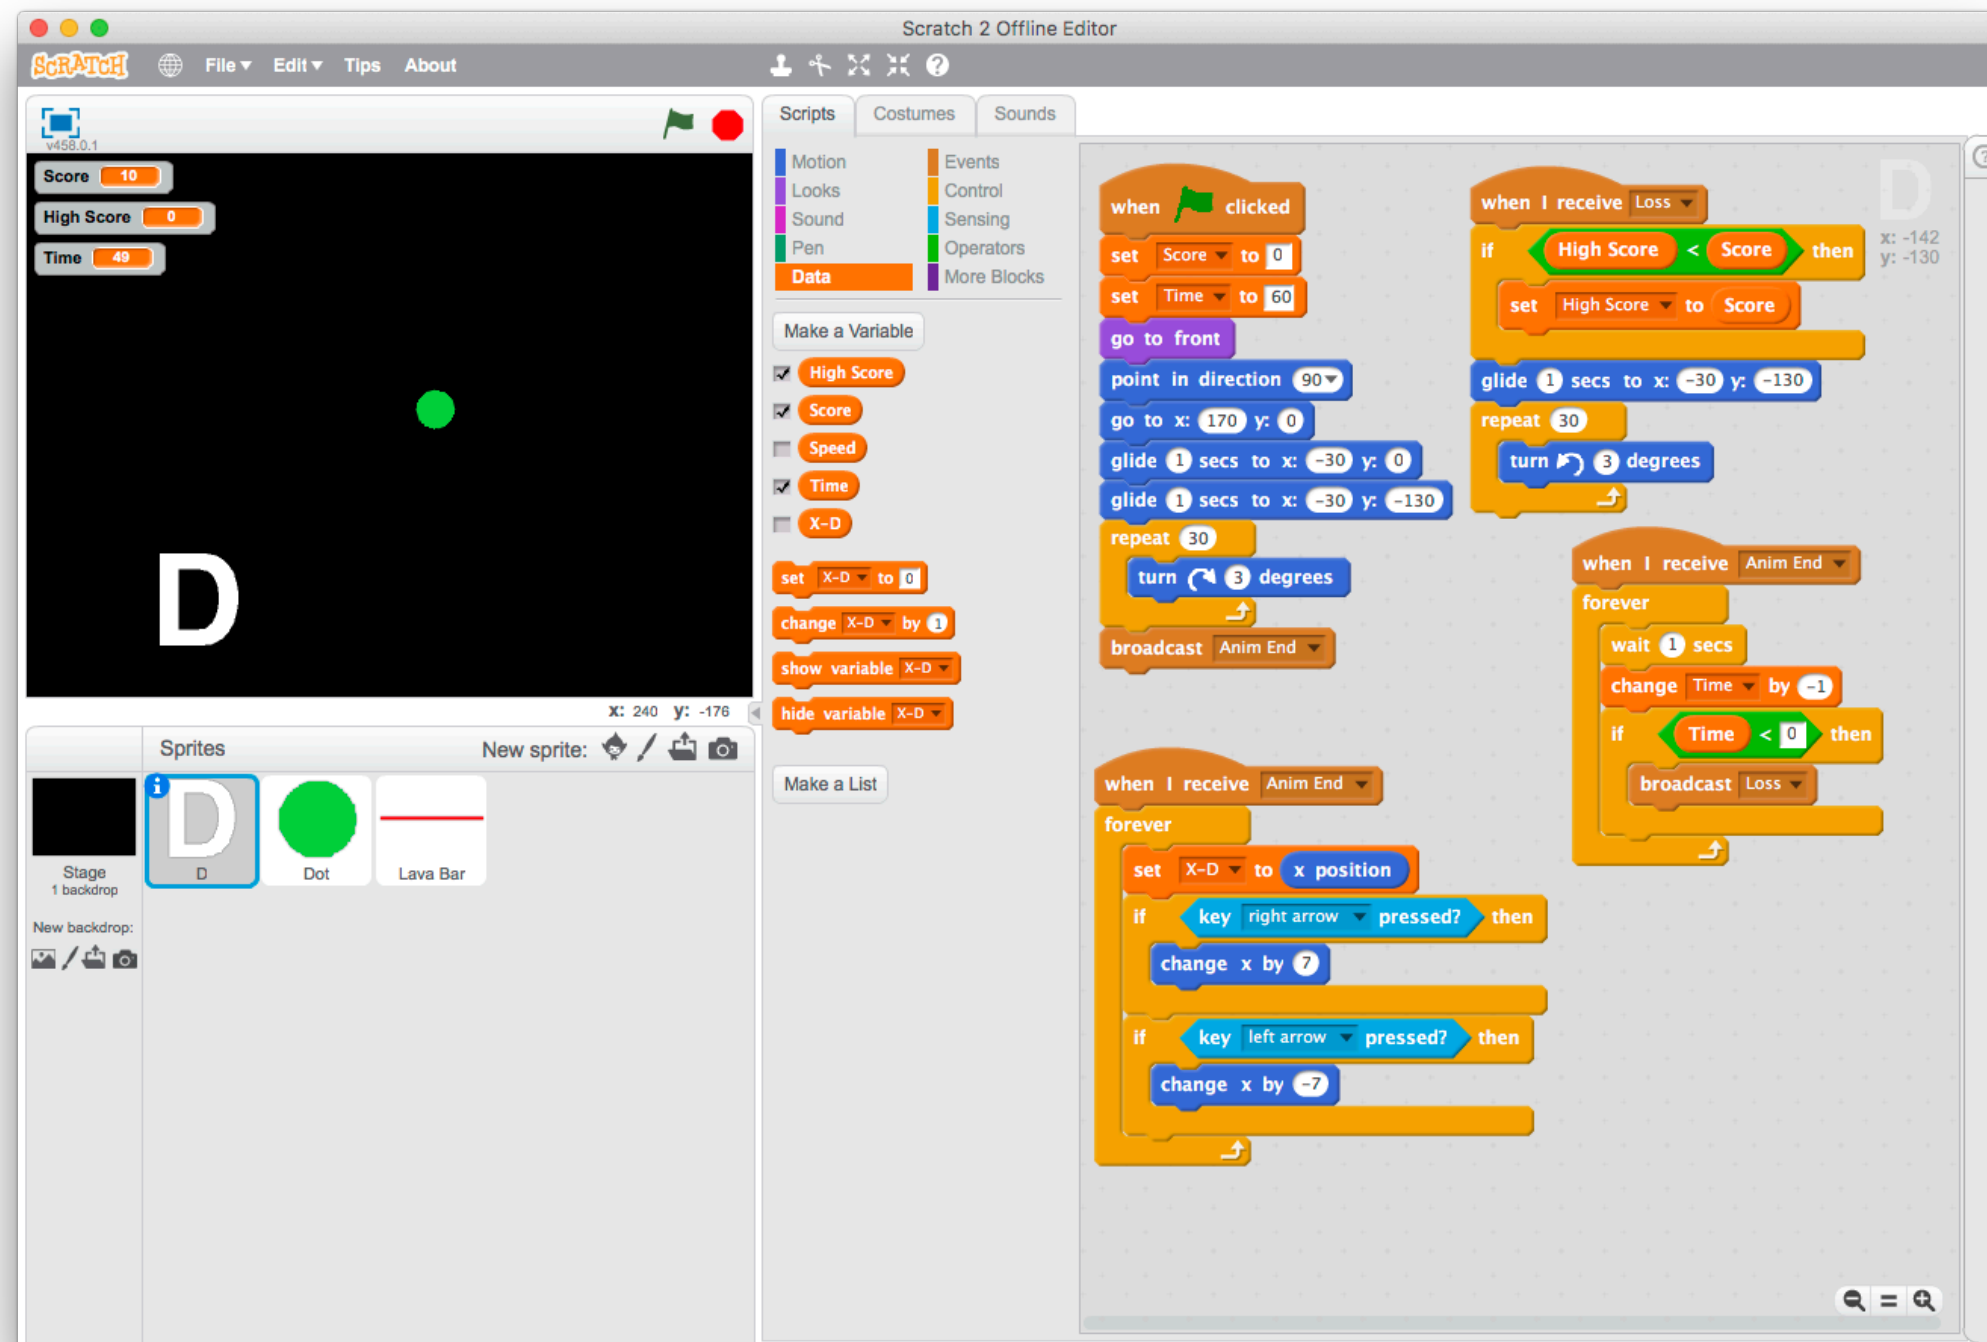 Scratch 2 Offline Editor
SCRATCH File Edit Tips About
v458.0.1
Score 10
High Score 0
Time 49
D
x: 240 y: -176
Sprites New sprite:
Stage
1 backdrop
New backdrop:
D
D
Dot
Lava Bar
Scripts Costumes Sounds
Motion Events
Looks Control
Sound Sensing
Pen Operators
Data More Blocks
Make a Variable
High Score
Score
Speed
Time
X-D
set X-D to 0
change X-D by 1
show variable X-D
hide variable X-D
Make a List
when clicked
set Score to 0
set Time to 60
go to front
point in direction 90
go to x: 170 y: 0
glide 1 secs to x: -30 y: 0
glide 1 secs to x: -30 y: -130
repeat 30
turn 3 degrees
broadcast Anim End
when I receive Anim End
forever
set X-D to x position
if key right arrow pressed? then
change x by 7
if key left arrow pressed? then
change x by -7
when I receive Loss
if High Score < Score then
set High Score to Score
glide 1 secs to x: -30 y: -130
repeat 30
turn 3 degrees
when I receive Anim End
forever
wait 1 secs
change Time by -1
if Time < 0 then
broadcast Loss
D
x: -142
y: -130